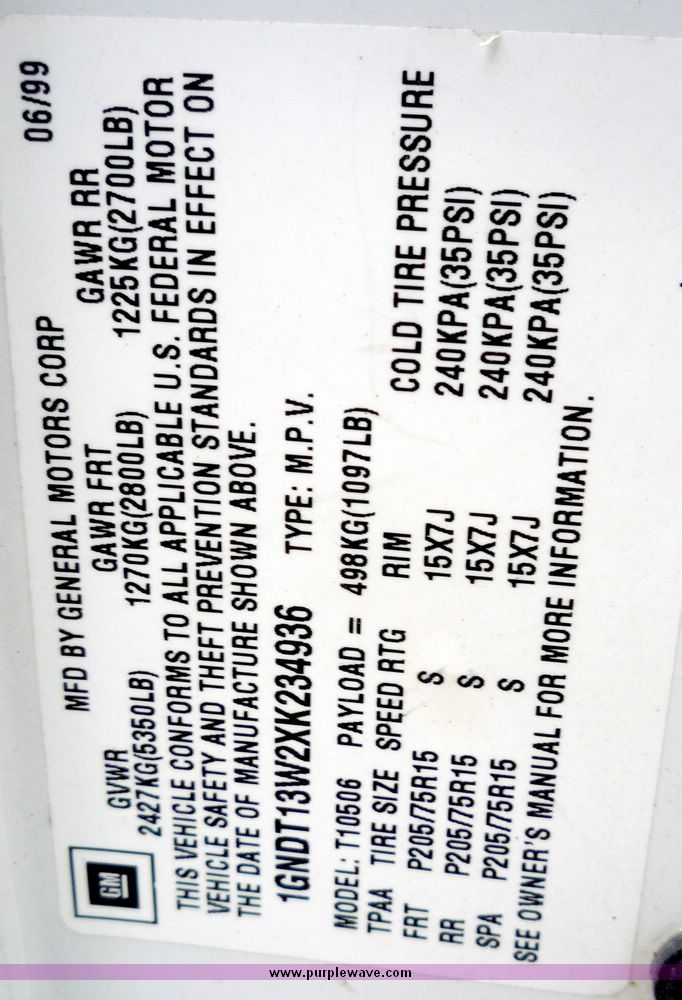 MFD BY GENERAL MOTORS CORP 06/99
GM
GVWR GAWR FRT GAWR RR
2427KG(5350LB) 1270KG(2800LB) 1225KG(2700LB)
THIS VEHICLE CONFORMS TO ALL APPLICABLE U.S. FEDERAL MOTOR
VEHICLE SAFETY AND THEFT PREVENTION STANDARDS IN EFFECT ON
THE DATE OF MANUFACTURE SHOWN ABOVE.
1GNDT13W2XK234936 TYPE: M.P.V.
MODEL: T10506 PAYLOAD = 498KG(1097LB)
TPAA TIRE SIZE SPEED RTG RIM COLD TIRE PRESSURE
FRT P205/75R15 S 15X7J 240KPA(35PSI)
RR P205/75R15 S 15X7J 240KPA(35PSI)
SPA P205/75R15 S 15X7J 240KPA(35PSI)
SEE OWNER'S MANUAL FOR MORE INFORMATION.
www.purplewave.com